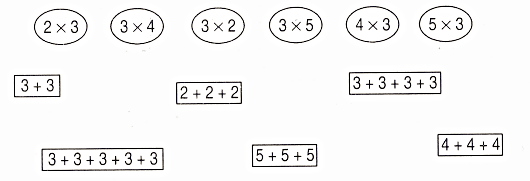 2 × 3 3 × 4 3 × 2 3 × 5 4 × 3 5 × 3
3 + 3 2 + 2 + 2 3 + 3 + 3 + 3
3 + 3 + 3 + 3 + 3 5 + 5 + 5 4 + 4 + 4